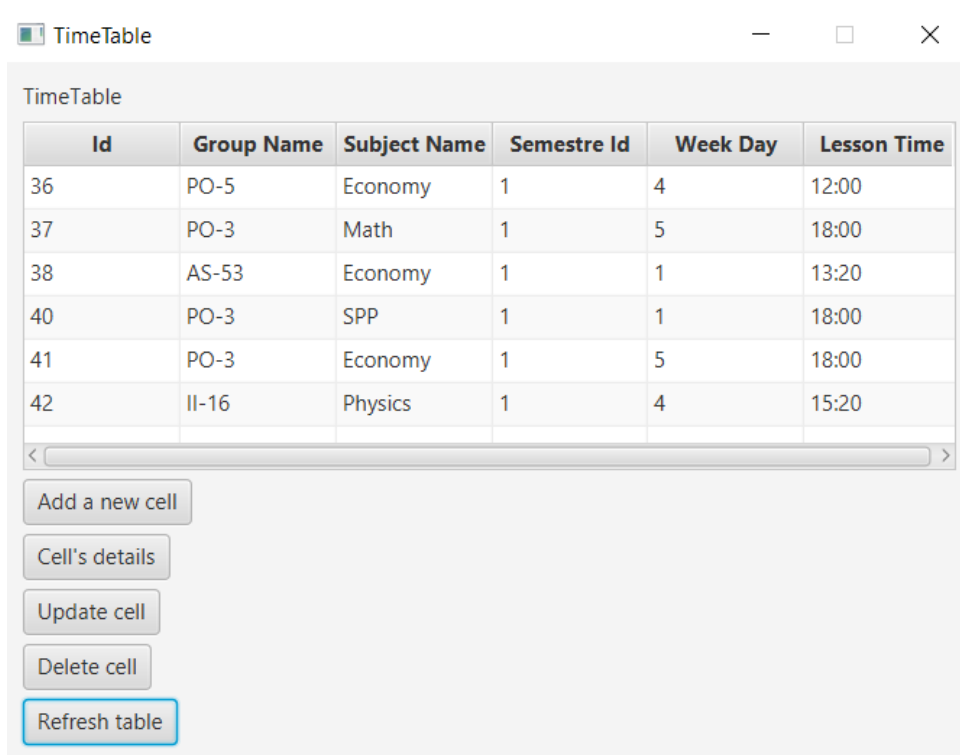 TimeTable
TimeTable
Id Group Name Subject Name Semestre Id Week Day Lesson Time
36 PO-5 Economy 1 4 12:00
37 PO-3 Math 1 5 18:00
38 AS-53 Economy 1 1 13:20
40 PO-3 SPP 1 1 18:00
41 PO-3 Economy 1 5 18:00
42 II-16 Physics 1 4 15:20
Add a new cell
Cell's details
Update cell
Delete cell
Refresh table